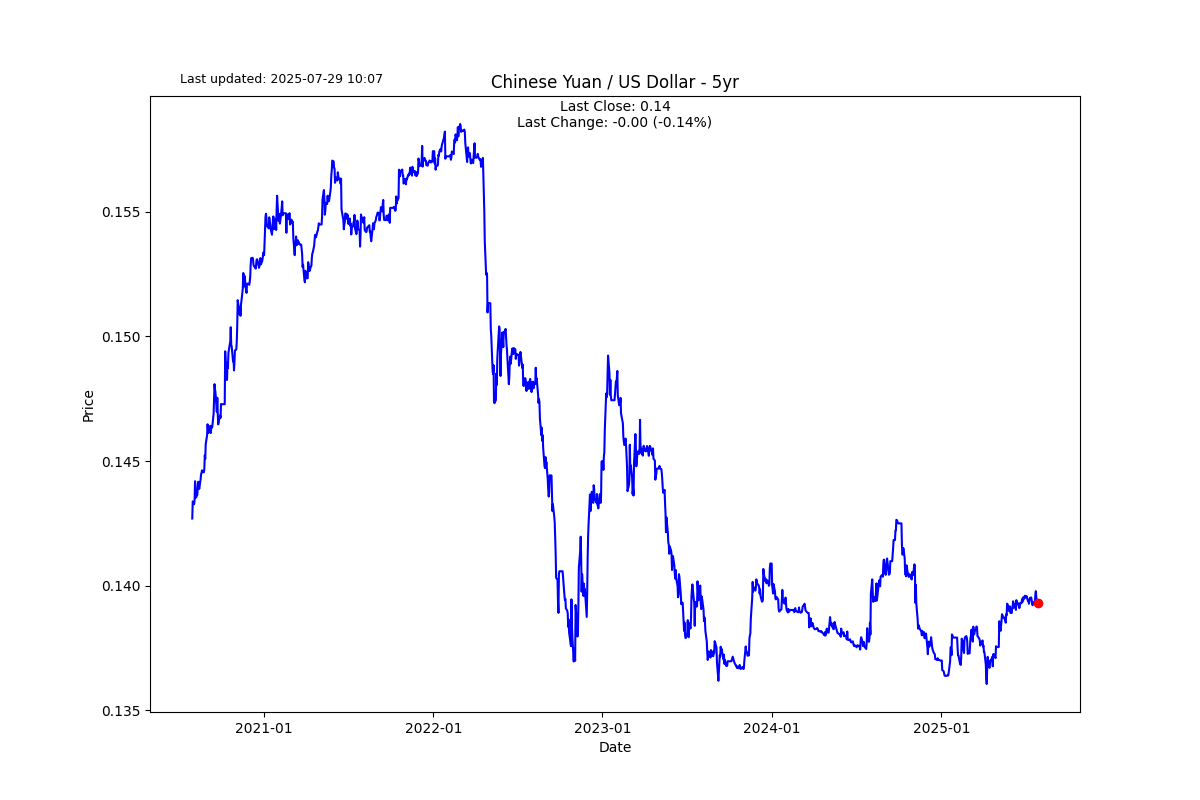 Last updated: 2025-07-29 10:07
Chinese Yuan / US Dollar - 5yr
Last Close: 0.14
Last Change: -0.00 (-0.14%)
Price
0.155
0.150
0.145
0.140
0.135
2021-01
2022-01
2023-01
2024-01
2025-01
Date